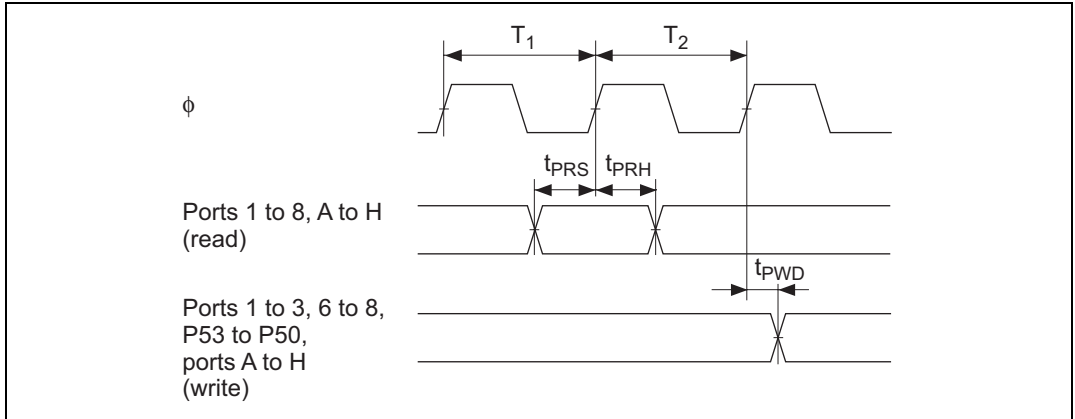 T1 T2
φ
tPRS tPRH
Ports 1 to 8, A to H
(read)
tPWD
Ports 1 to 3, 6 to 8,
P53 to P50,
ports A to H
(write)